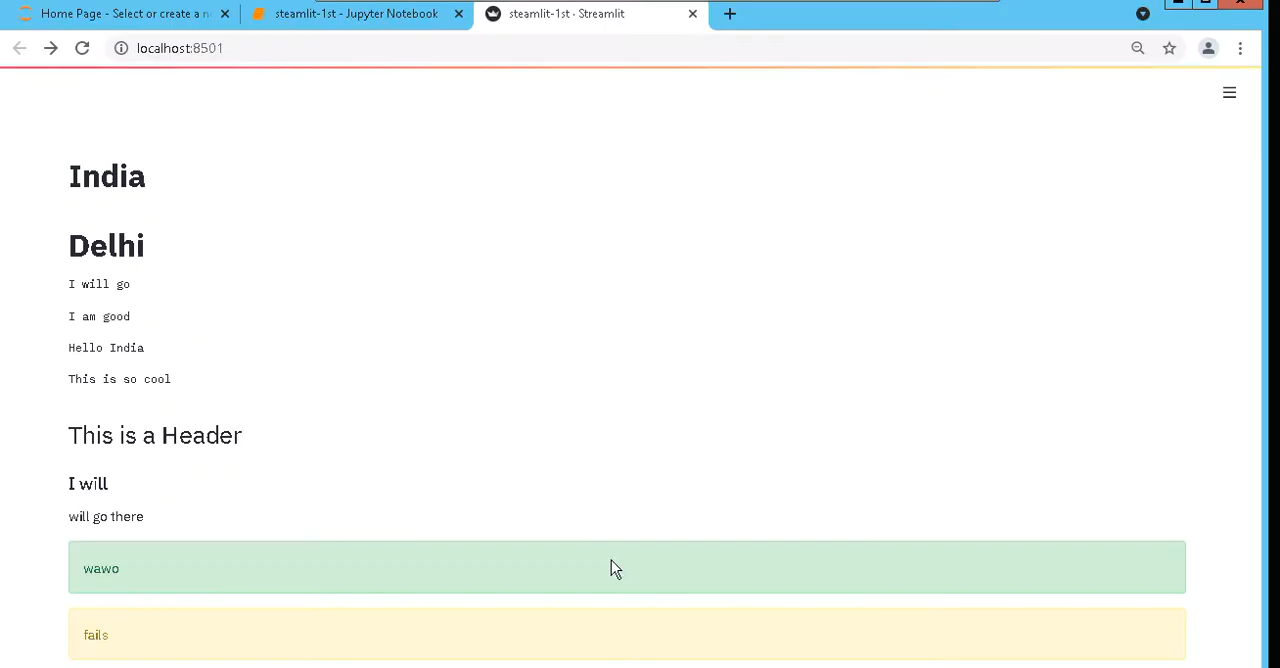 Home Page - Select or create a n
steamlit-1st - Jupyter Notebook
steamlit-1st · Streamlit
localhost:8501
India
Delhi
I will go
I am good
Hello India
This is so cool
This is a Header
I will
will go there
wawo
fails